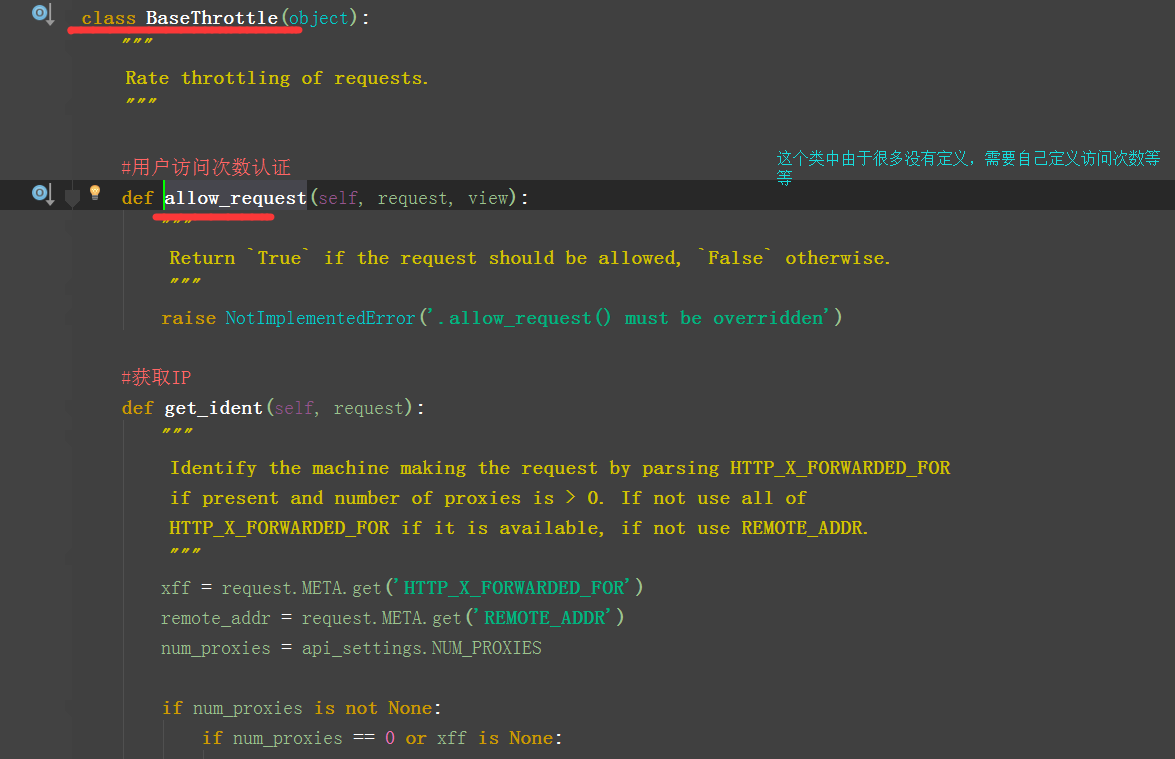 class BaseThrottle(object):
"""
Rate throttling of requests.
"""
#用户访问次数认证
这个类中由于很多没有定义，需要自己定义访问次数等
等
def allow_request(self, request, view):
"""
Return `True` if the request should be allowed, `False` otherwise.
"""
raise NotImplementedError('.allow_request() must be overridden')
#获取IP
def get_ident(self, request):
"""
Identify the machine making the request by parsing HTTP_X_FORWARDED_FOR
if present and number of proxies is > 0. If not use all of
HTTP_X_FORWARDED_FOR if it is available, if not use REMOTE_ADDR.
"""
xff = request.META.get('HTTP_X_FORWARDED_FOR')
remote_addr = request.META.get('REMOTE_ADDR')
num_proxies = api_settings.NUM_PROXIES
if num_proxies is not None:
if num_proxies == 0 or xff is None: